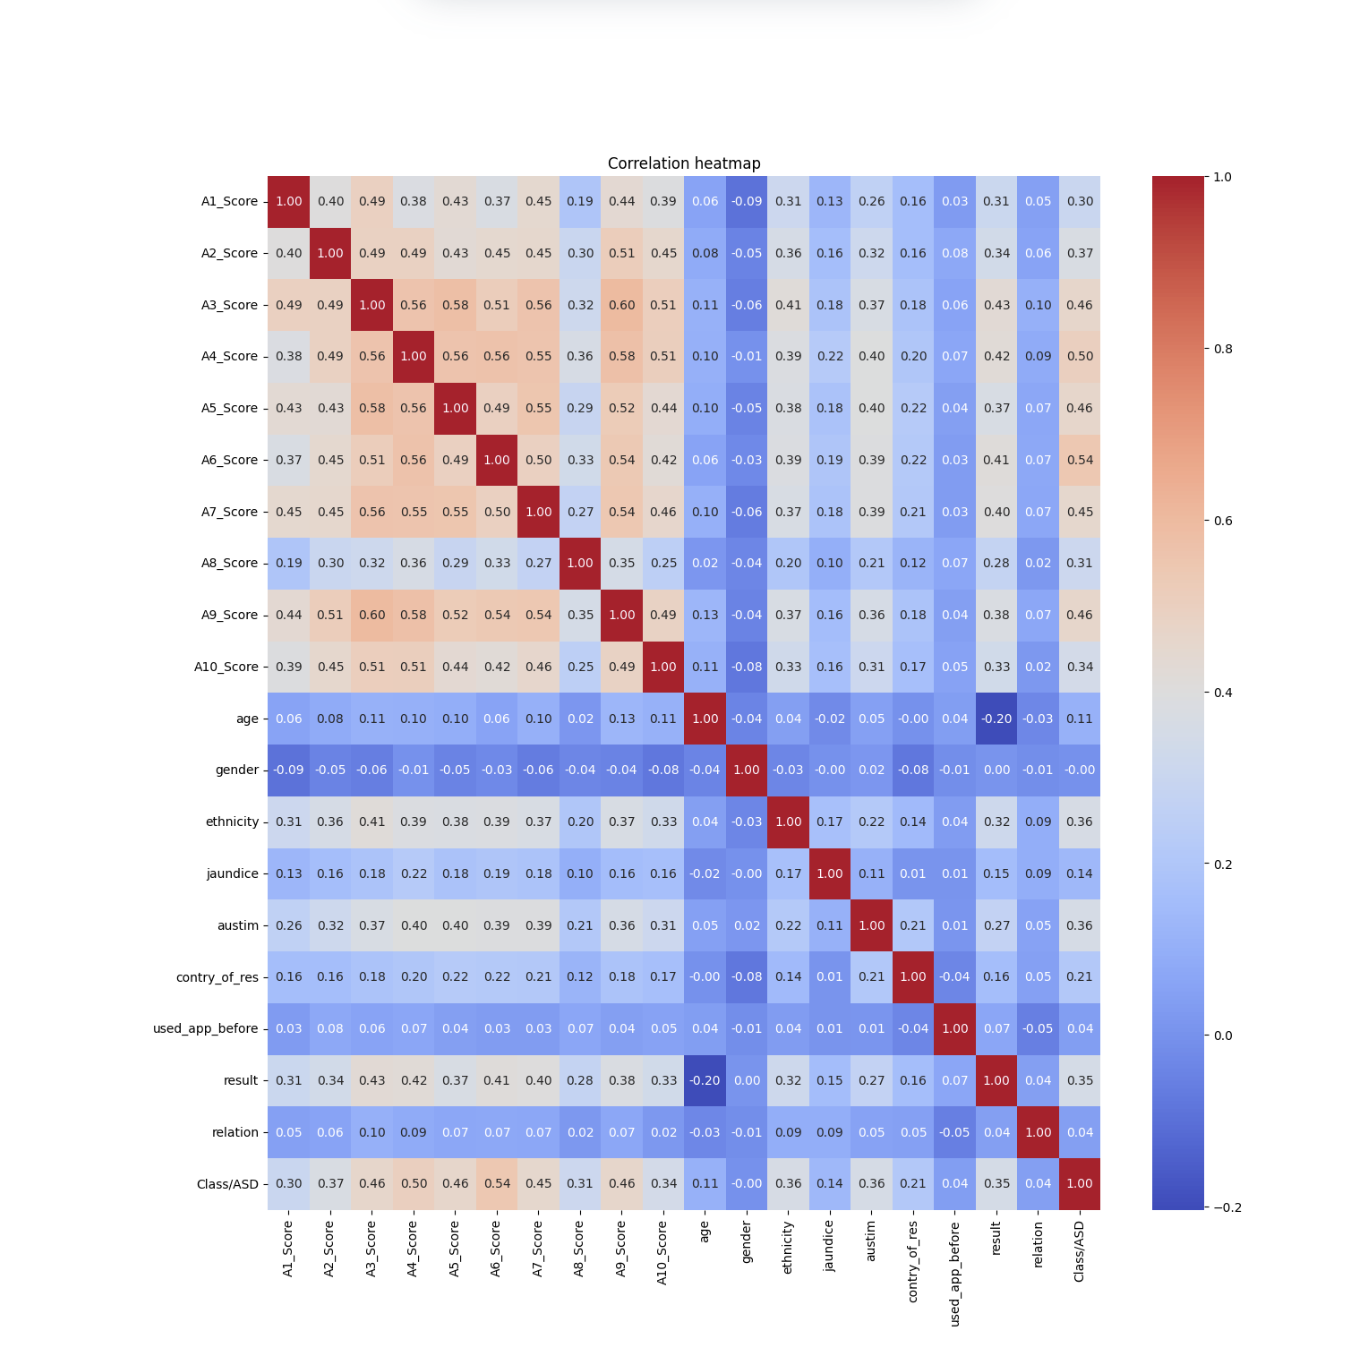 Correlation heatmap
A1_Score 1.00 0.40 0.49 0.38 0.43 0.37 0.45 0.19 0.44 0.39 0.06 -0.09 0.31 0.13 0.26 0.16 0.03 0.31 0.05 0.30
A2_Score 0.40 1.00 0.49 0.49 0.43 0.45 0.45 0.30 0.51 0.45 0.08 -0.05 0.36 0.16 0.32 0.16 0.08 0.34 0.06 0.37
A3_Score 0.49 0.49 1.00 0.56 0.58 0.51 0.56 0.32 0.60 0.51 0.11 -0.06 0.41 0.18 0.37 0.18 0.06 0.43 0.10 0.46
A4_Score 0.38 0.49 0.56 1.00 0.56 0.56 0.55 0.36 0.58 0.51 0.10 -0.01 0.39 0.22 0.40 0.20 0.07 0.42 0.09 0.50
A5_Score 0.43 0.43 0.58 0.56 1.00 0.49 0.55 0.29 0.52 0.44 0.10 -0.05 0.38 0.18 0.40 0.22 0.04 0.37 0.07 0.46
A6_Score 0.37 0.45 0.51 0.56 0.49 1.00 0.50 0.33 0.54 0.42 0.06 -0.03 0.39 0.19 0.39 0.22 0.03 0.41 0.07 0.54
A7_Score 0.45 0.45 0.56 0.55 0.55 0.50 1.00 0.27 0.54 0.46 0.10 -0.06 0.37 0.18 0.39 0.21 0.03 0.40 0.07 0.45
A8_Score 0.19 0.30 0.32 0.36 0.29 0.33 0.27 1.00 0.35 0.25 0.02 -0.04 0.20 0.10 0.21 0.12 0.07 0.28 0.02 0.31
A9_Score 0.44 0.51 0.60 0.58 0.52 0.54 0.54 0.35 1.00 0.49 0.13 -0.04 0.37 0.16 0.36 0.18 0.04 0.38 0.07 0.46
A10_Score 0.39 0.45 0.51 0.51 0.44 0.42 0.46 0.25 0.49 1.00 0.11 -0.08 0.33 0.16 0.31 0.17 0.05 0.33 0.02 0.34
age 0.06 0.08 0.11 0.10 0.10 0.06 0.10 0.02 0.13 0.11 1.00 -0.04 0.04 -0.02 0.05 -0.00 0.04 -0.20 -0.03 0.11
gender -0.09 -0.05 -0.06 -0.01 -0.05 -0.03 -0.06 -0.04 -0.04 -0.08 -0.04 1.00 -0.03 -0.00 0.02 -0.08 -0.01 0.00 -0.01 -0.00
ethnicity 0.31 0.36 0.41 0.39 0.38 0.39 0.37 0.20 0.37 0.33 0.04 -0.03 1.00 0.17 0.22 0.14 0.04 0.32 0.09 0.36
jaundice 0.13 0.16 0.18 0.22 0.18 0.19 0.18 0.10 0.16 0.16 -0.02 -0.00 0.17 1.00 0.11 0.01 0.01 0.15 0.09 0.14
austim 0.26 0.32 0.37 0.40 0.40 0.39 0.39 0.21 0.36 0.31 0.05 0.02 0.22 0.11 1.00 0.21 0.01 0.27 0.05 0.36
contry_of_res 0.16 0.16 0.18 0.20 0.22 0.22 0.21 0.12 0.18 0.17 -0.00 -0.08 0.14 0.01 0.21 1.00 -0.04 0.16 0.05 0.21
used_app_before 0.03 0.08 0.06 0.07 0.04 0.03 0.03 0.07 0.04 0.05 0.04 -0.01 0.04 0.01 0.01 -0.04 1.00 0.07 -0.05 0.04
result 0.31 0.34 0.43 0.42 0.37 0.41 0.40 0.28 0.38 0.33 -0.20 0.00 0.32 0.15 0.27 0.16 0.07 1.00 0.04 0.35
relation 0.05 0.06 0.10 0.09 0.07 0.07 0.07 0.02 0.07 0.02 -0.03 -0.01 0.09 0.09 0.05 0.05 -0.05 0.04 1.00 0.04
Class/ASD 0.30 0.37 0.46 0.50 0.46 0.54 0.45 0.31 0.46 0.34 0.11 -0.00 0.36 0.14 0.36 0.21 0.04 0.35 0.04 1.00
A1_Score
A2_Score
A3_Score
A4_Score
A5_Score
A6_Score
A7_Score
A8_Score
A9_Score
A10_Score
age
gender
ethnicity
jaundice
austim
contry_of_res
used_app_before
result
relation
Class/ASD
1.0
0.8
0.6
0.4
0.2
0.0
−0.2